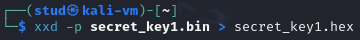 ┌──(stud㉿kali-vm)-[~]
└─$ xxd -p secret_key1.bin > secret_key1.hex